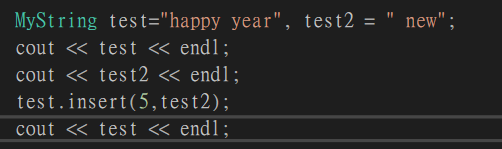 MyString test="happy year", test2 = " new";
cout << test << endl;
cout << test2 << endl;
test.insert(5,test2);
cout << test << endl;